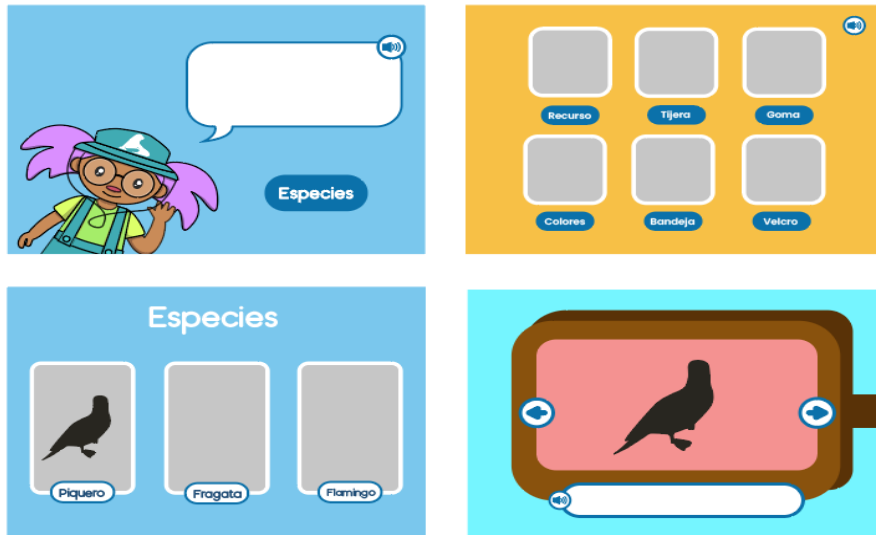 Especies
Recurso
Tijera
Goma
Colores
Bandeja
Velcro
Especies
Piquero
Fragata
Flamingo